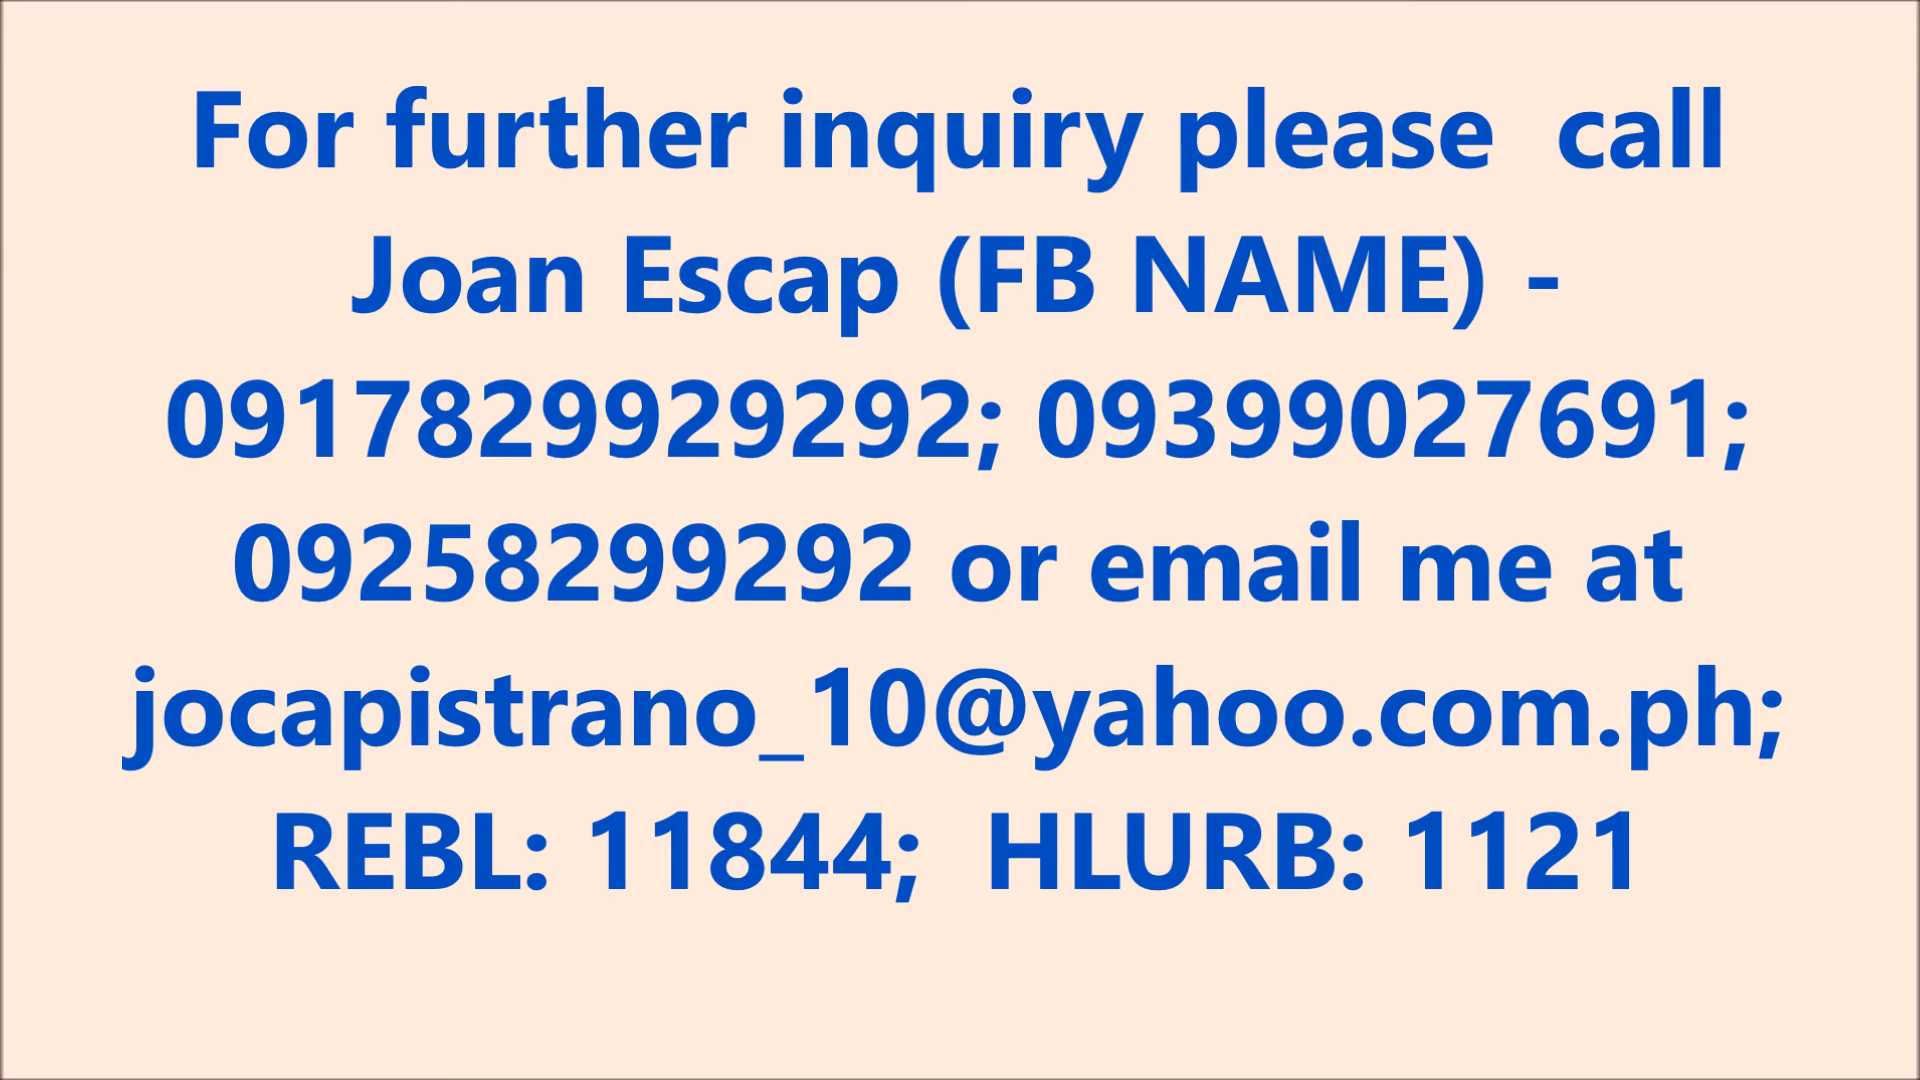 For further inquiry please  call
Joan Escap (FB NAME) -
0917829929292; 09399027691;
09258299292 or email me at
jocapistrano_10@yahoo.com.ph;
REBL: 11844;  HLURB: 1121